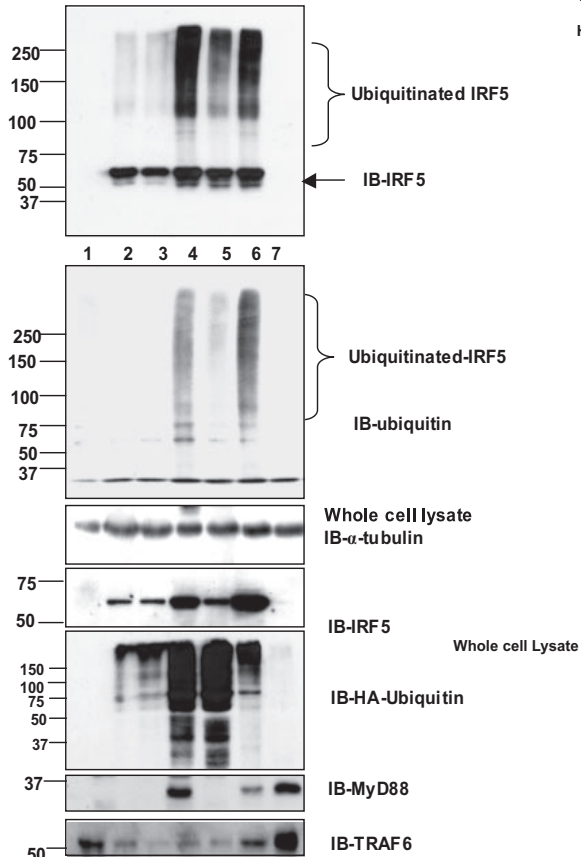 H
250
150
100
75
50
37
Ubiquitinated IRF5
IB-IRF5
1 2 3 4 5 6 7
250
150
100
75
50
37
Ubiquitinated-IRF5
IB-ubiquitin
Whole cell lysate
IB-α-tubulin
75
50
IB-IRF5
Whole cell Lysate
150
100
75
50
37
IB-HA-Ubiquitin
37
IB-MyD88
50
IB-TRAF6